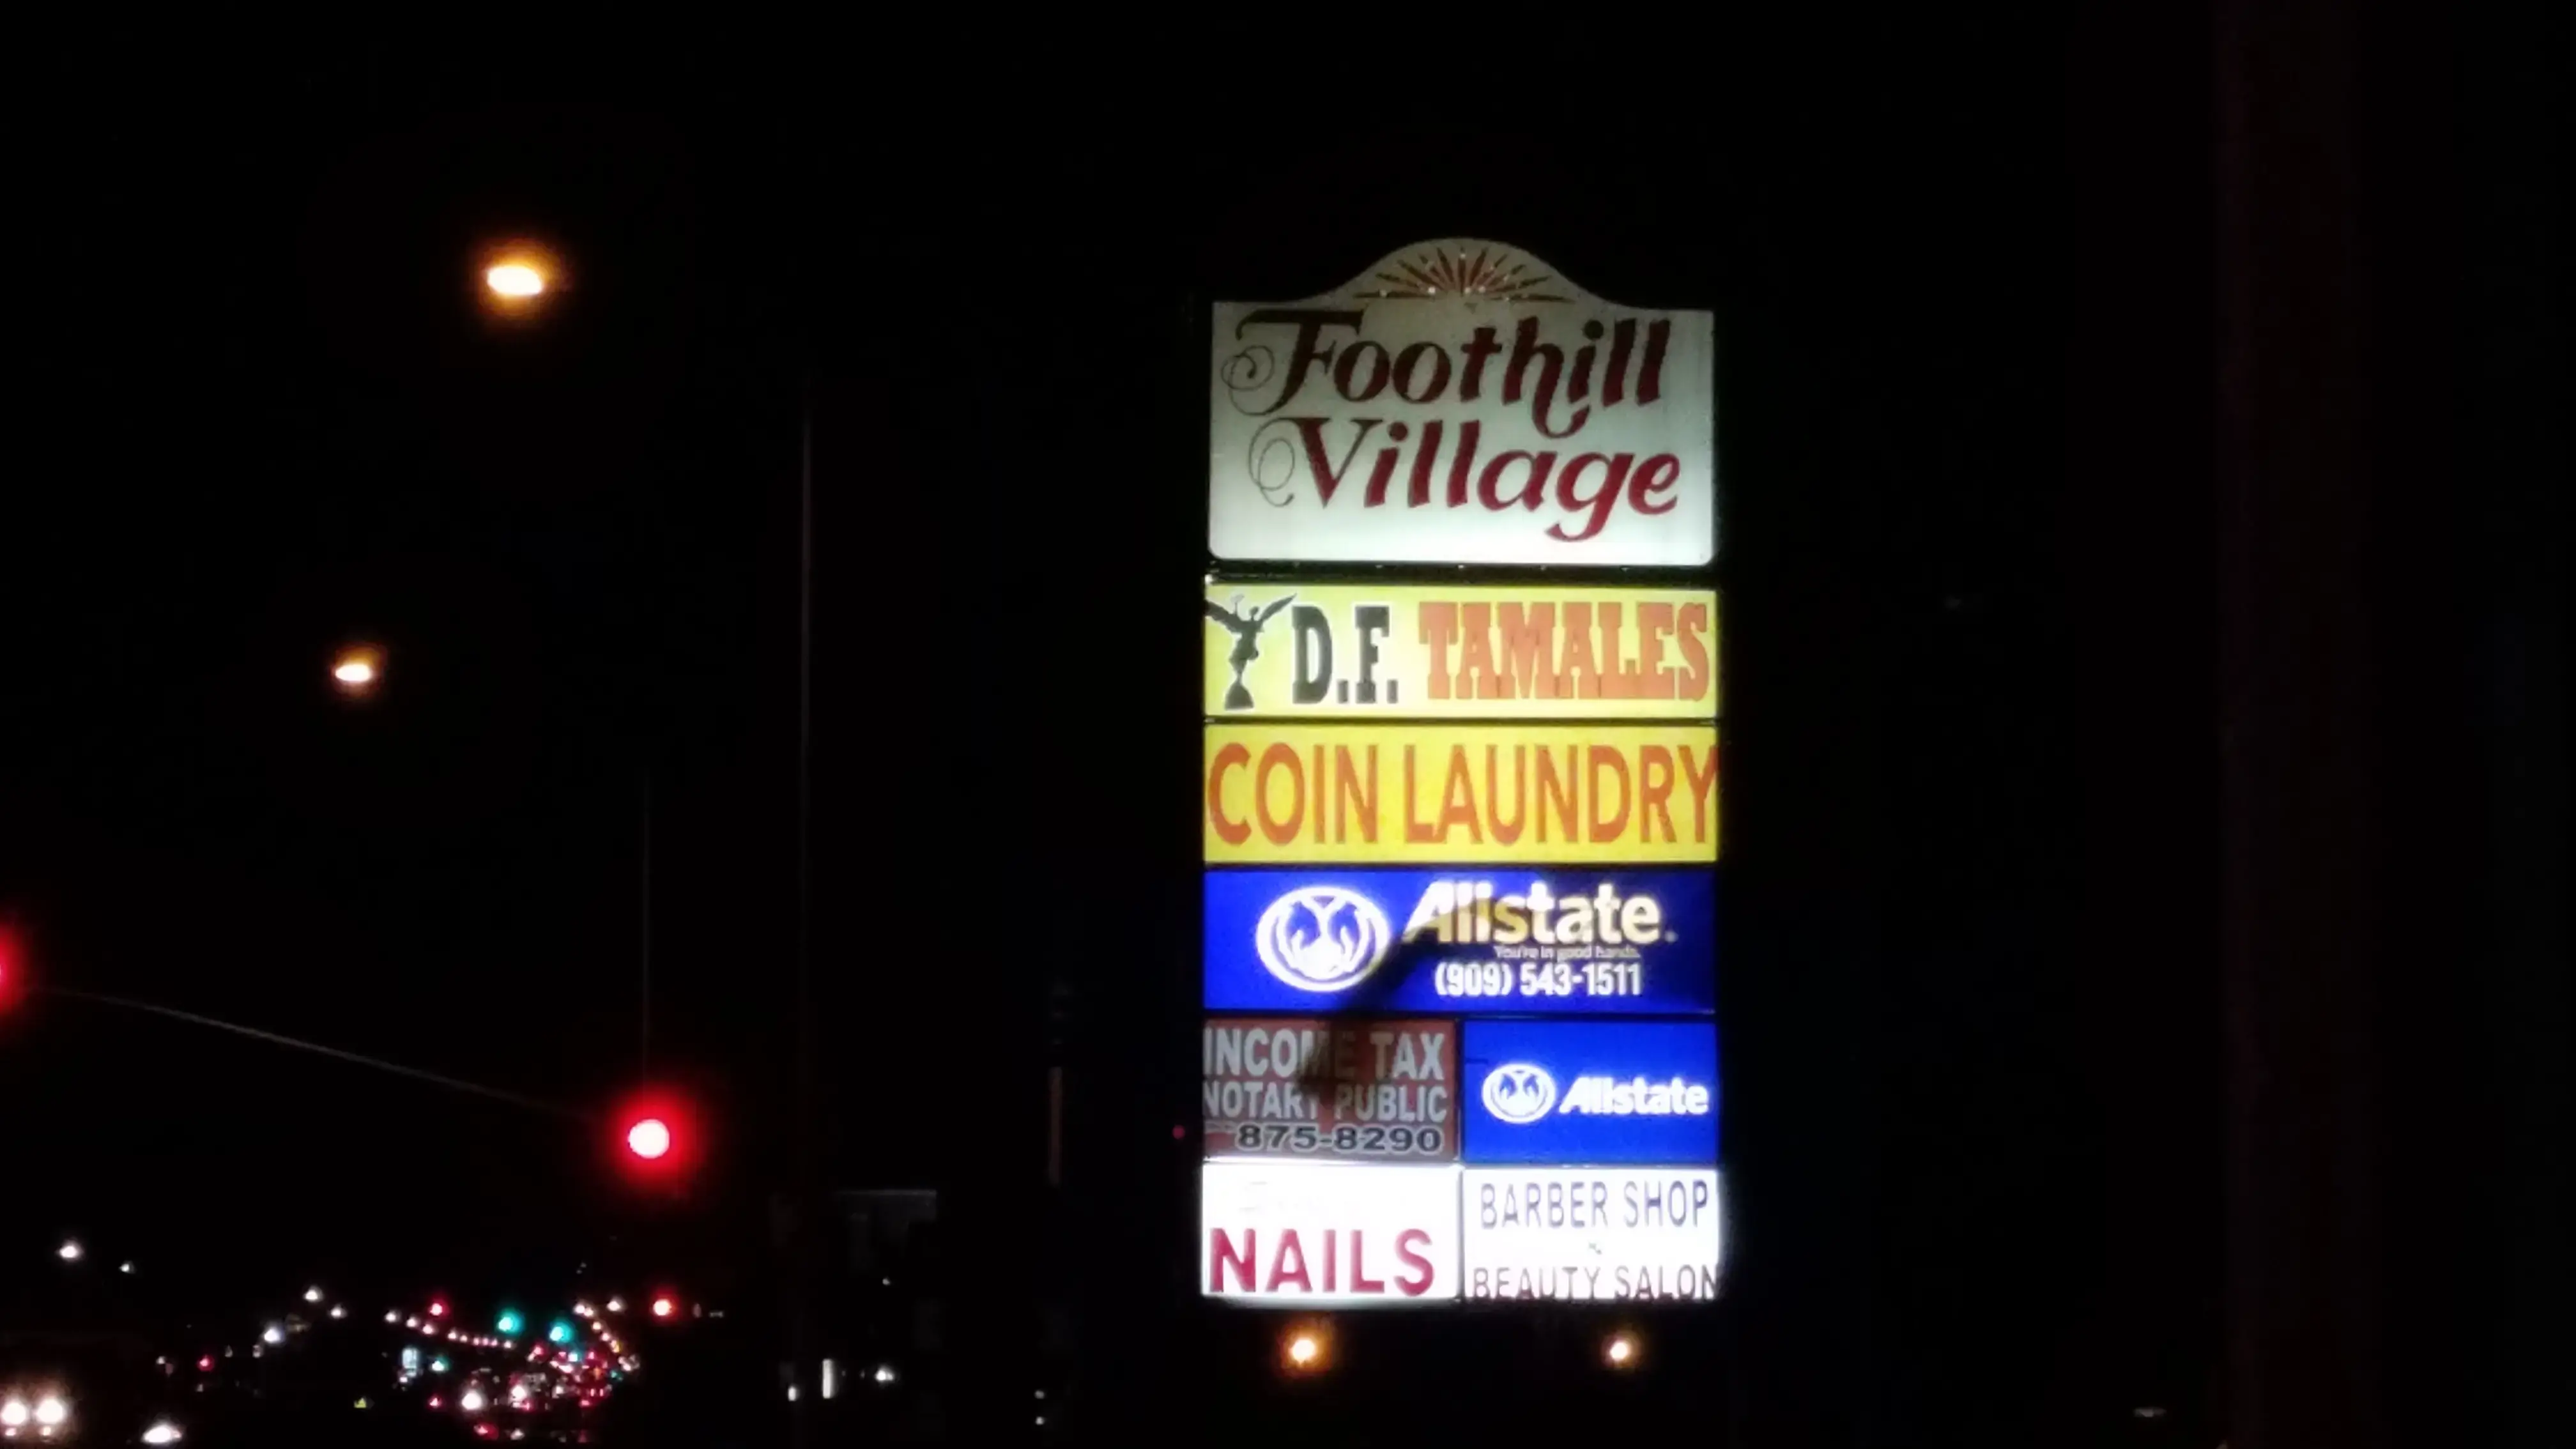 Foothill
Village
D.F. TAMALES
COIN LAUNDRY
Allstate.
You're in good hands.
(909) 543-1511
INCOME TAX
NOTARY PUBLIC
875-8290
Allstate
NAILS
BARBER SHOP
BEAUTY SALON